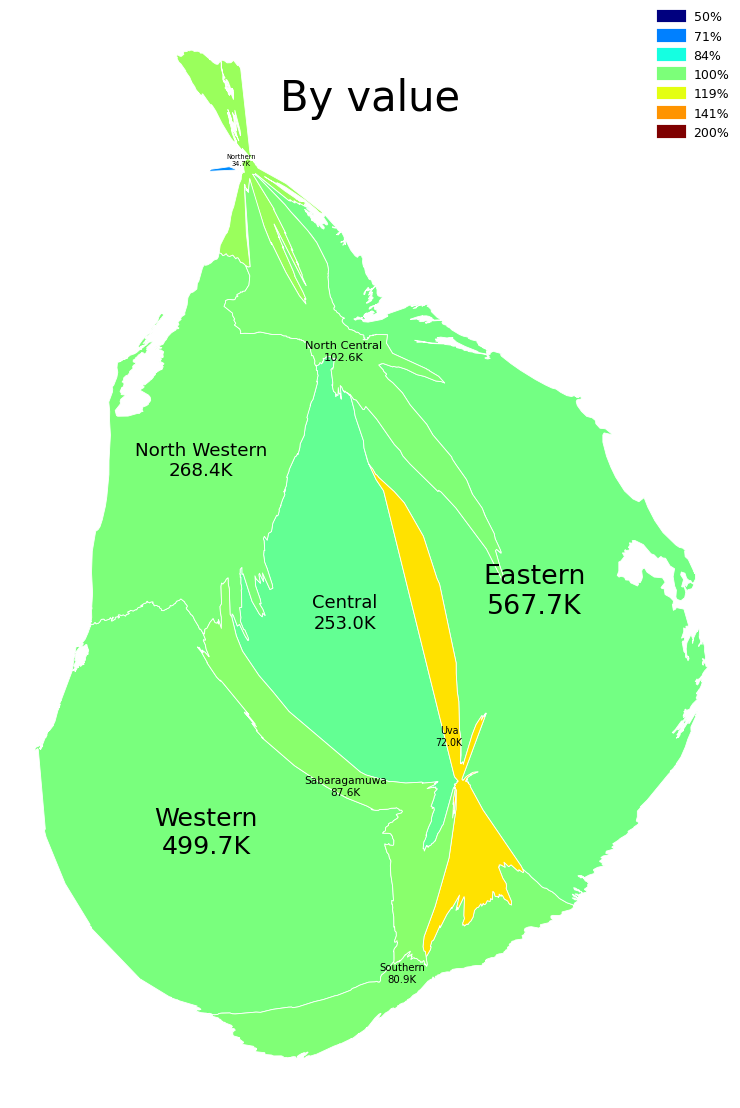 50%
71%
84%
100%
119%
141%
200%
By value
Northern
34.7K
North Central
102.6K
North Western
268.4K
Eastern
567.7K
Central
253.0K
Uva
72.0K
Sabaragamuwa
87.6K
Western
499.7K
Southern
80.9K